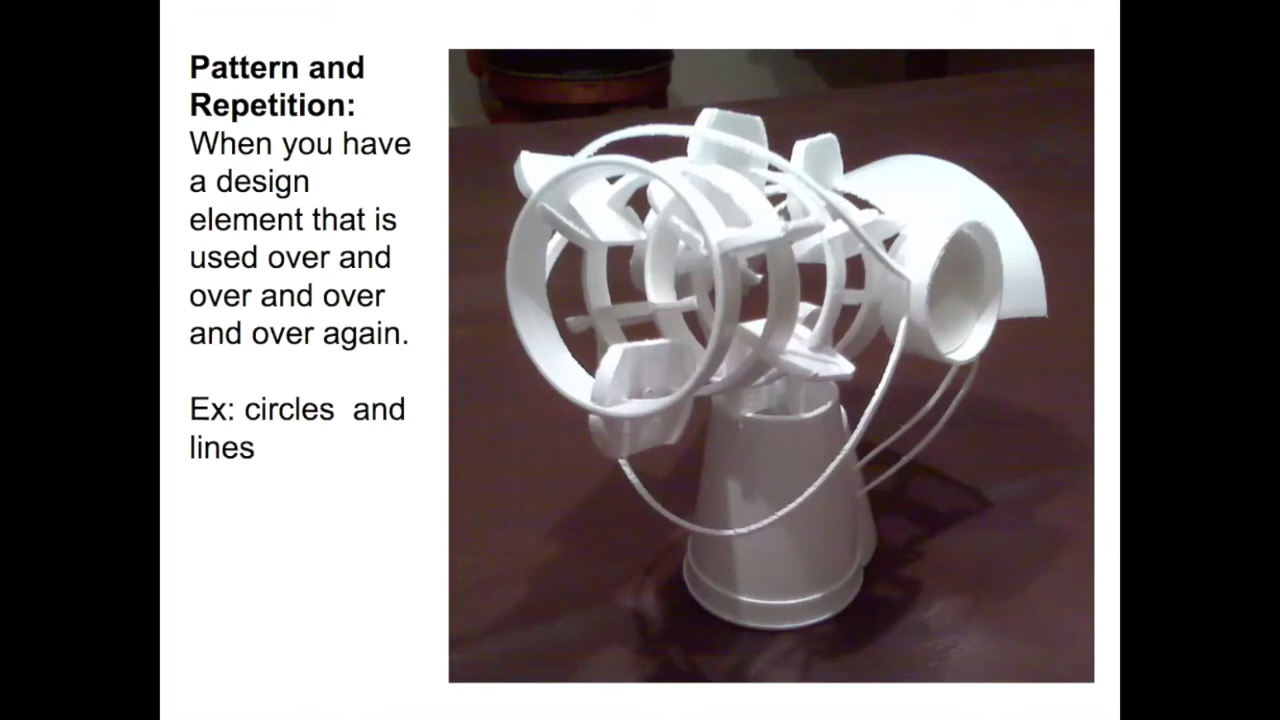 Pattern and
Repetition:
When you have
a design
element that is
used over and
over and over
and over again.
Ex: circles  and
lines